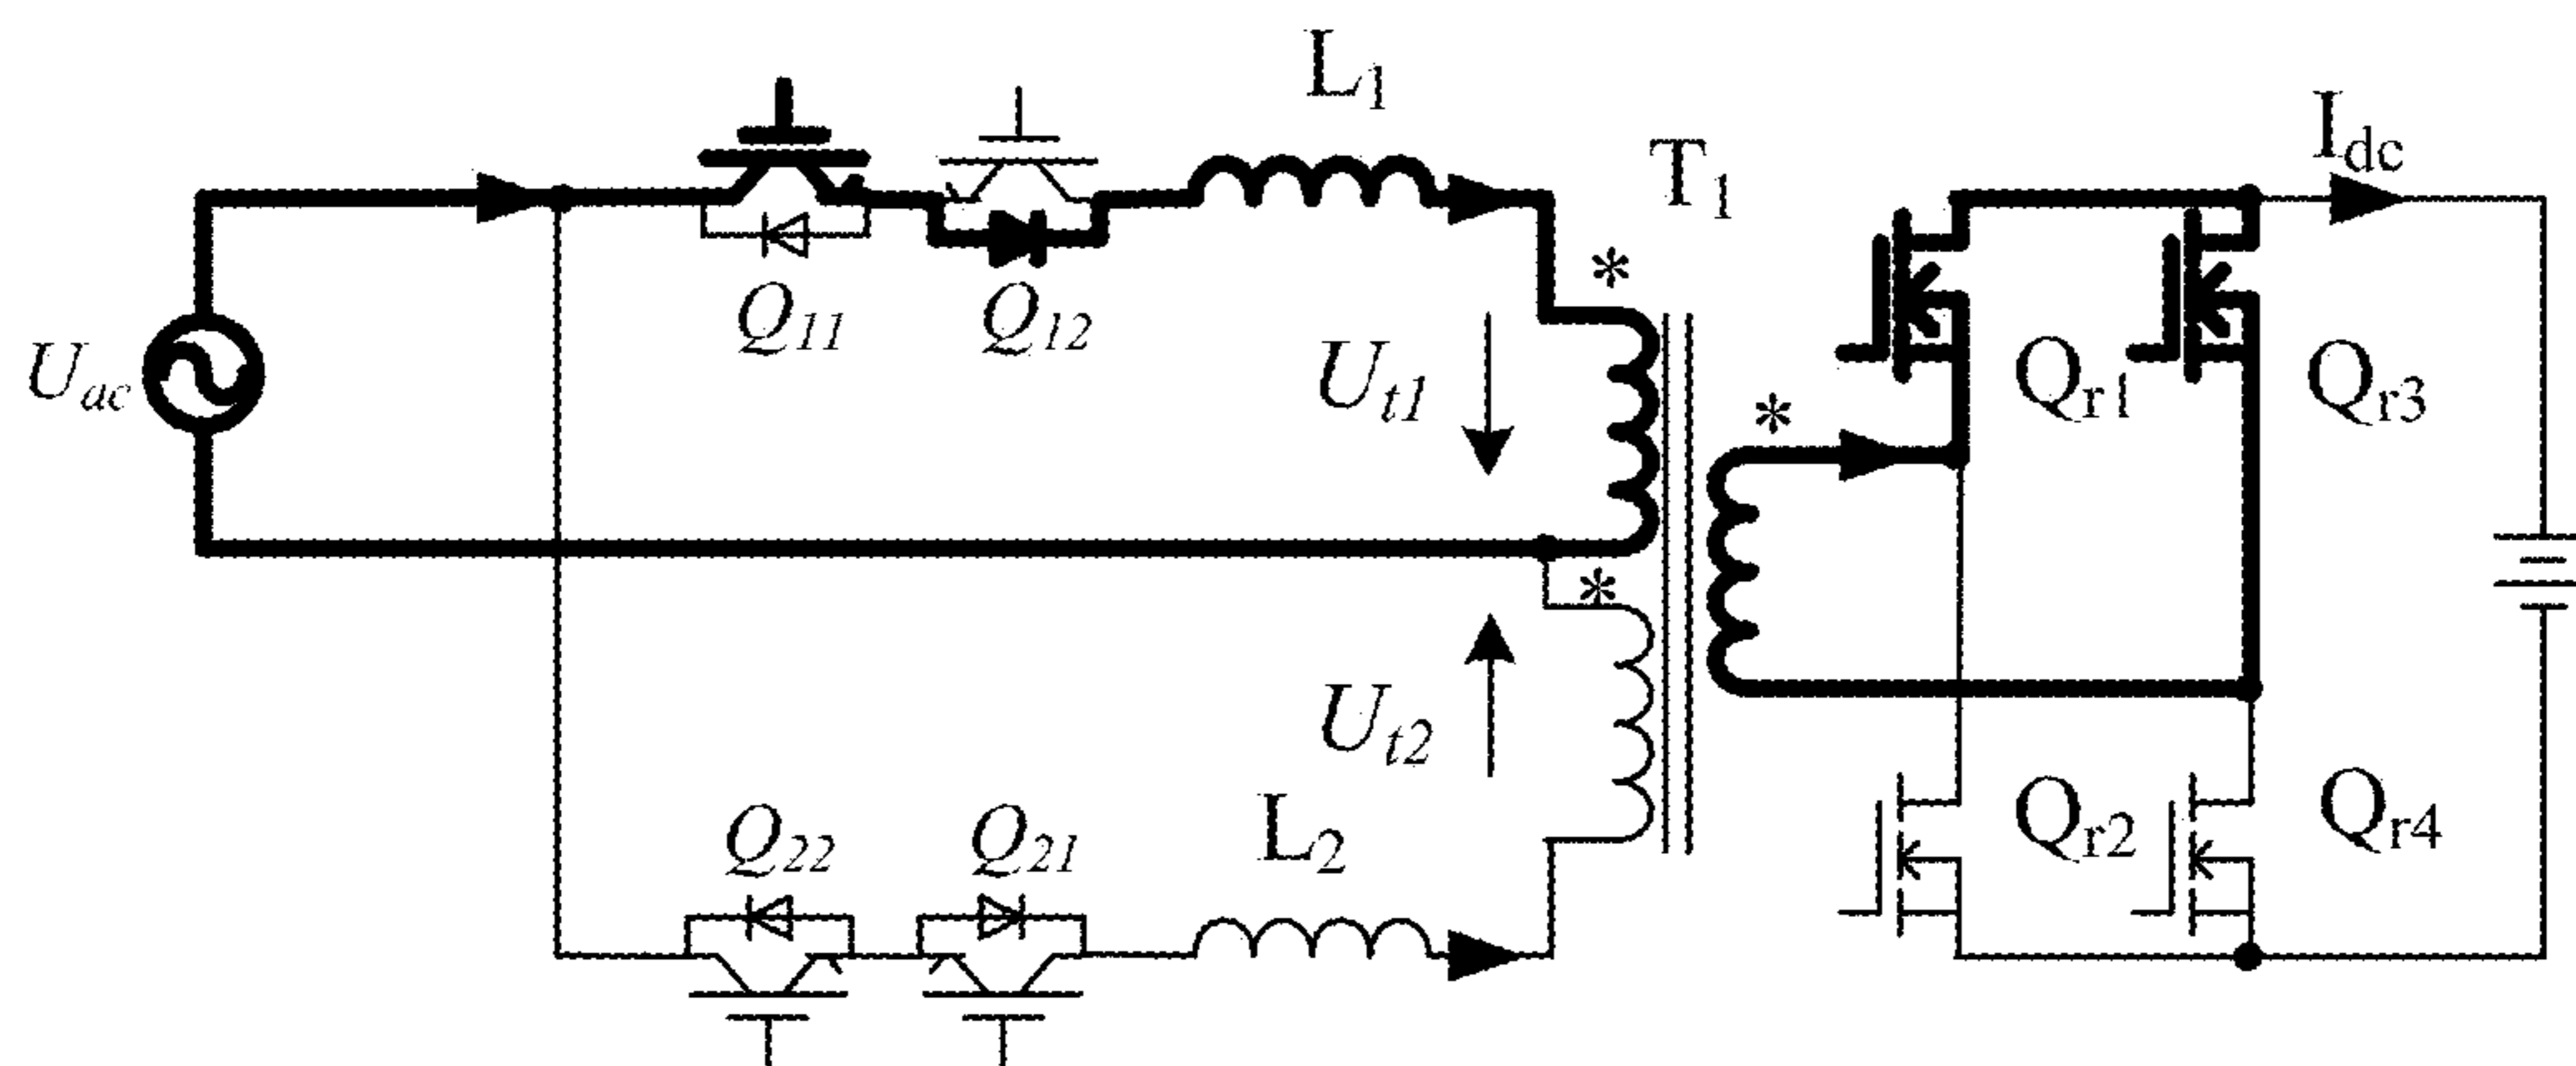 L1
Idc
T1
*
Q11
Q12
Uac
Ut1
*
Qr1
Qr3
*
Ut2
Q22
Q21
L2
Qr2
Qr4